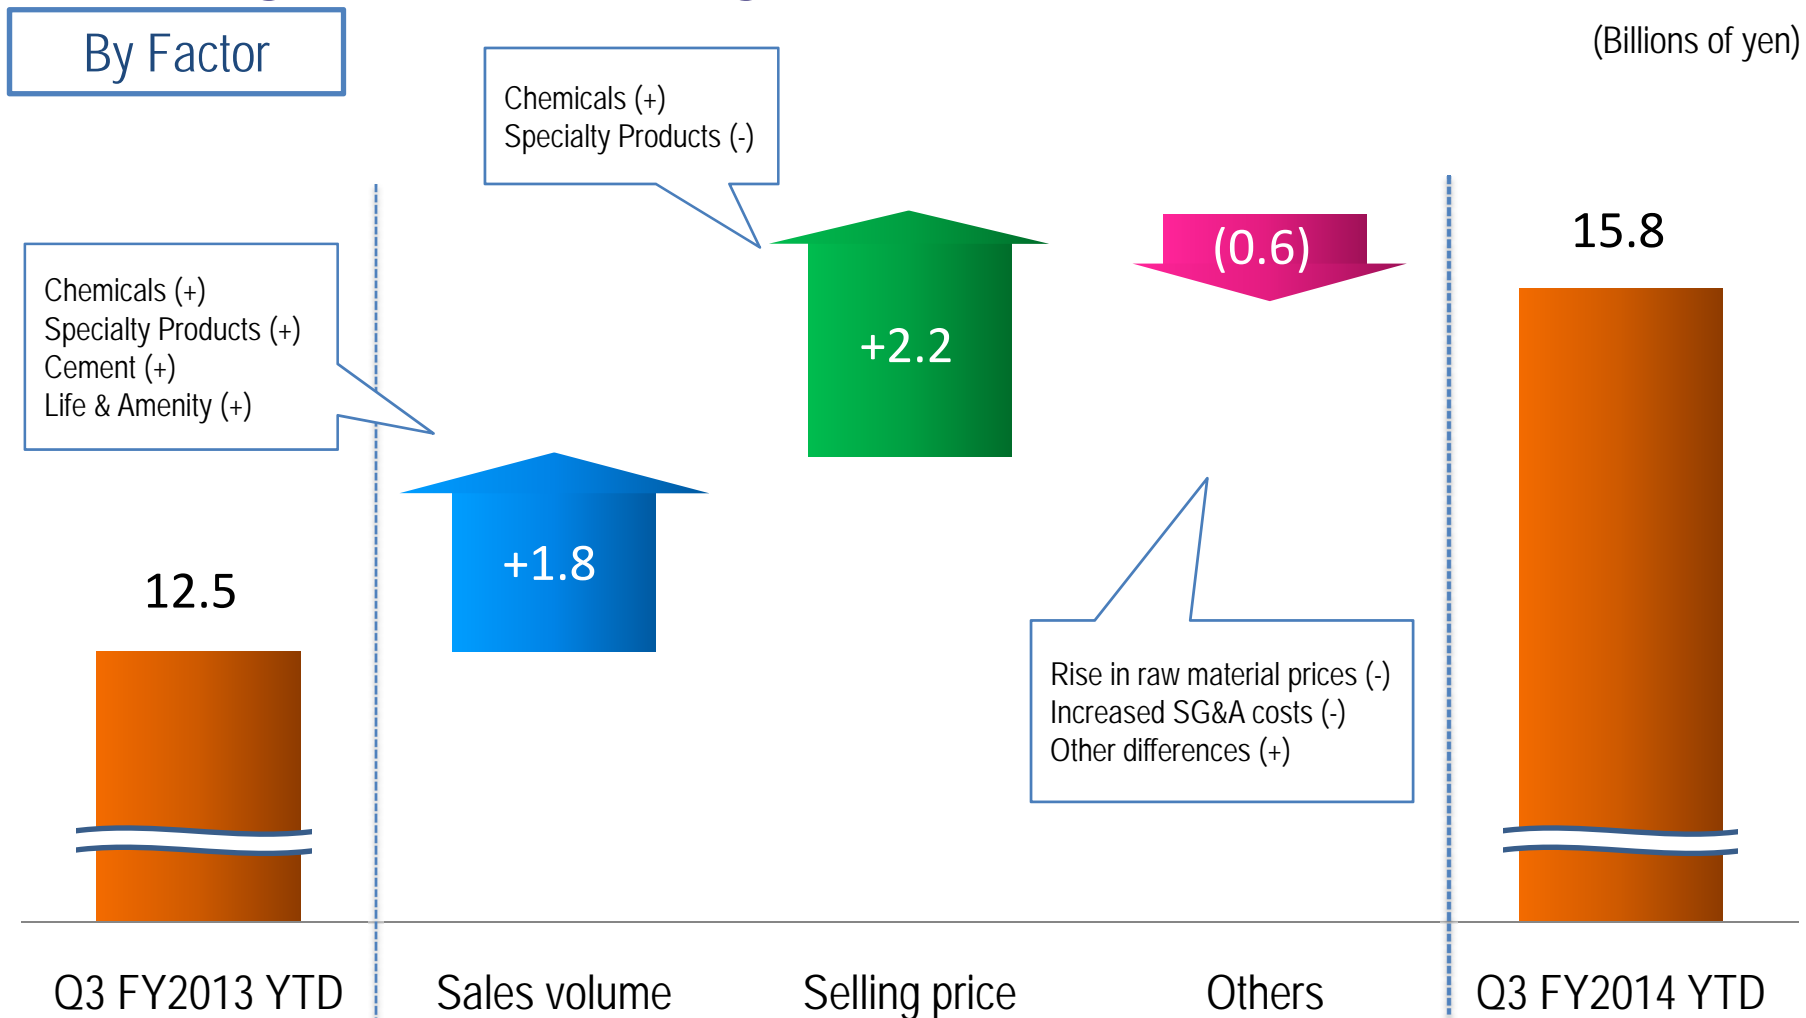 By Factor
(Billions of yen)
Chemicals (+)
Specialty Products (-)
Chemicals (+)
Specialty Products (+)
Cement (+)
Life & Amenity (+)
12.5
+1.8
+2.2
(0.6)
15.8
Rise in raw material prices (-)
Increased SG&A costs (-)
Other differences (+)
Q3 FY2013 YTD
Sales volume
Selling price
Others
Q3 FY2014 YTD